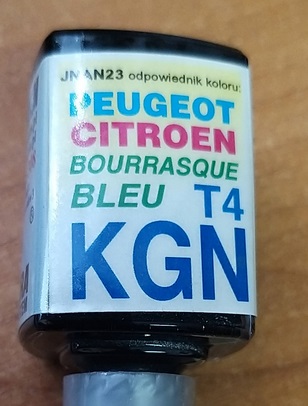 JNAN23 odpowiednik koloru:
PEUGEOT
CITROEN
BOURRASQUE
BLEU T4
KGN